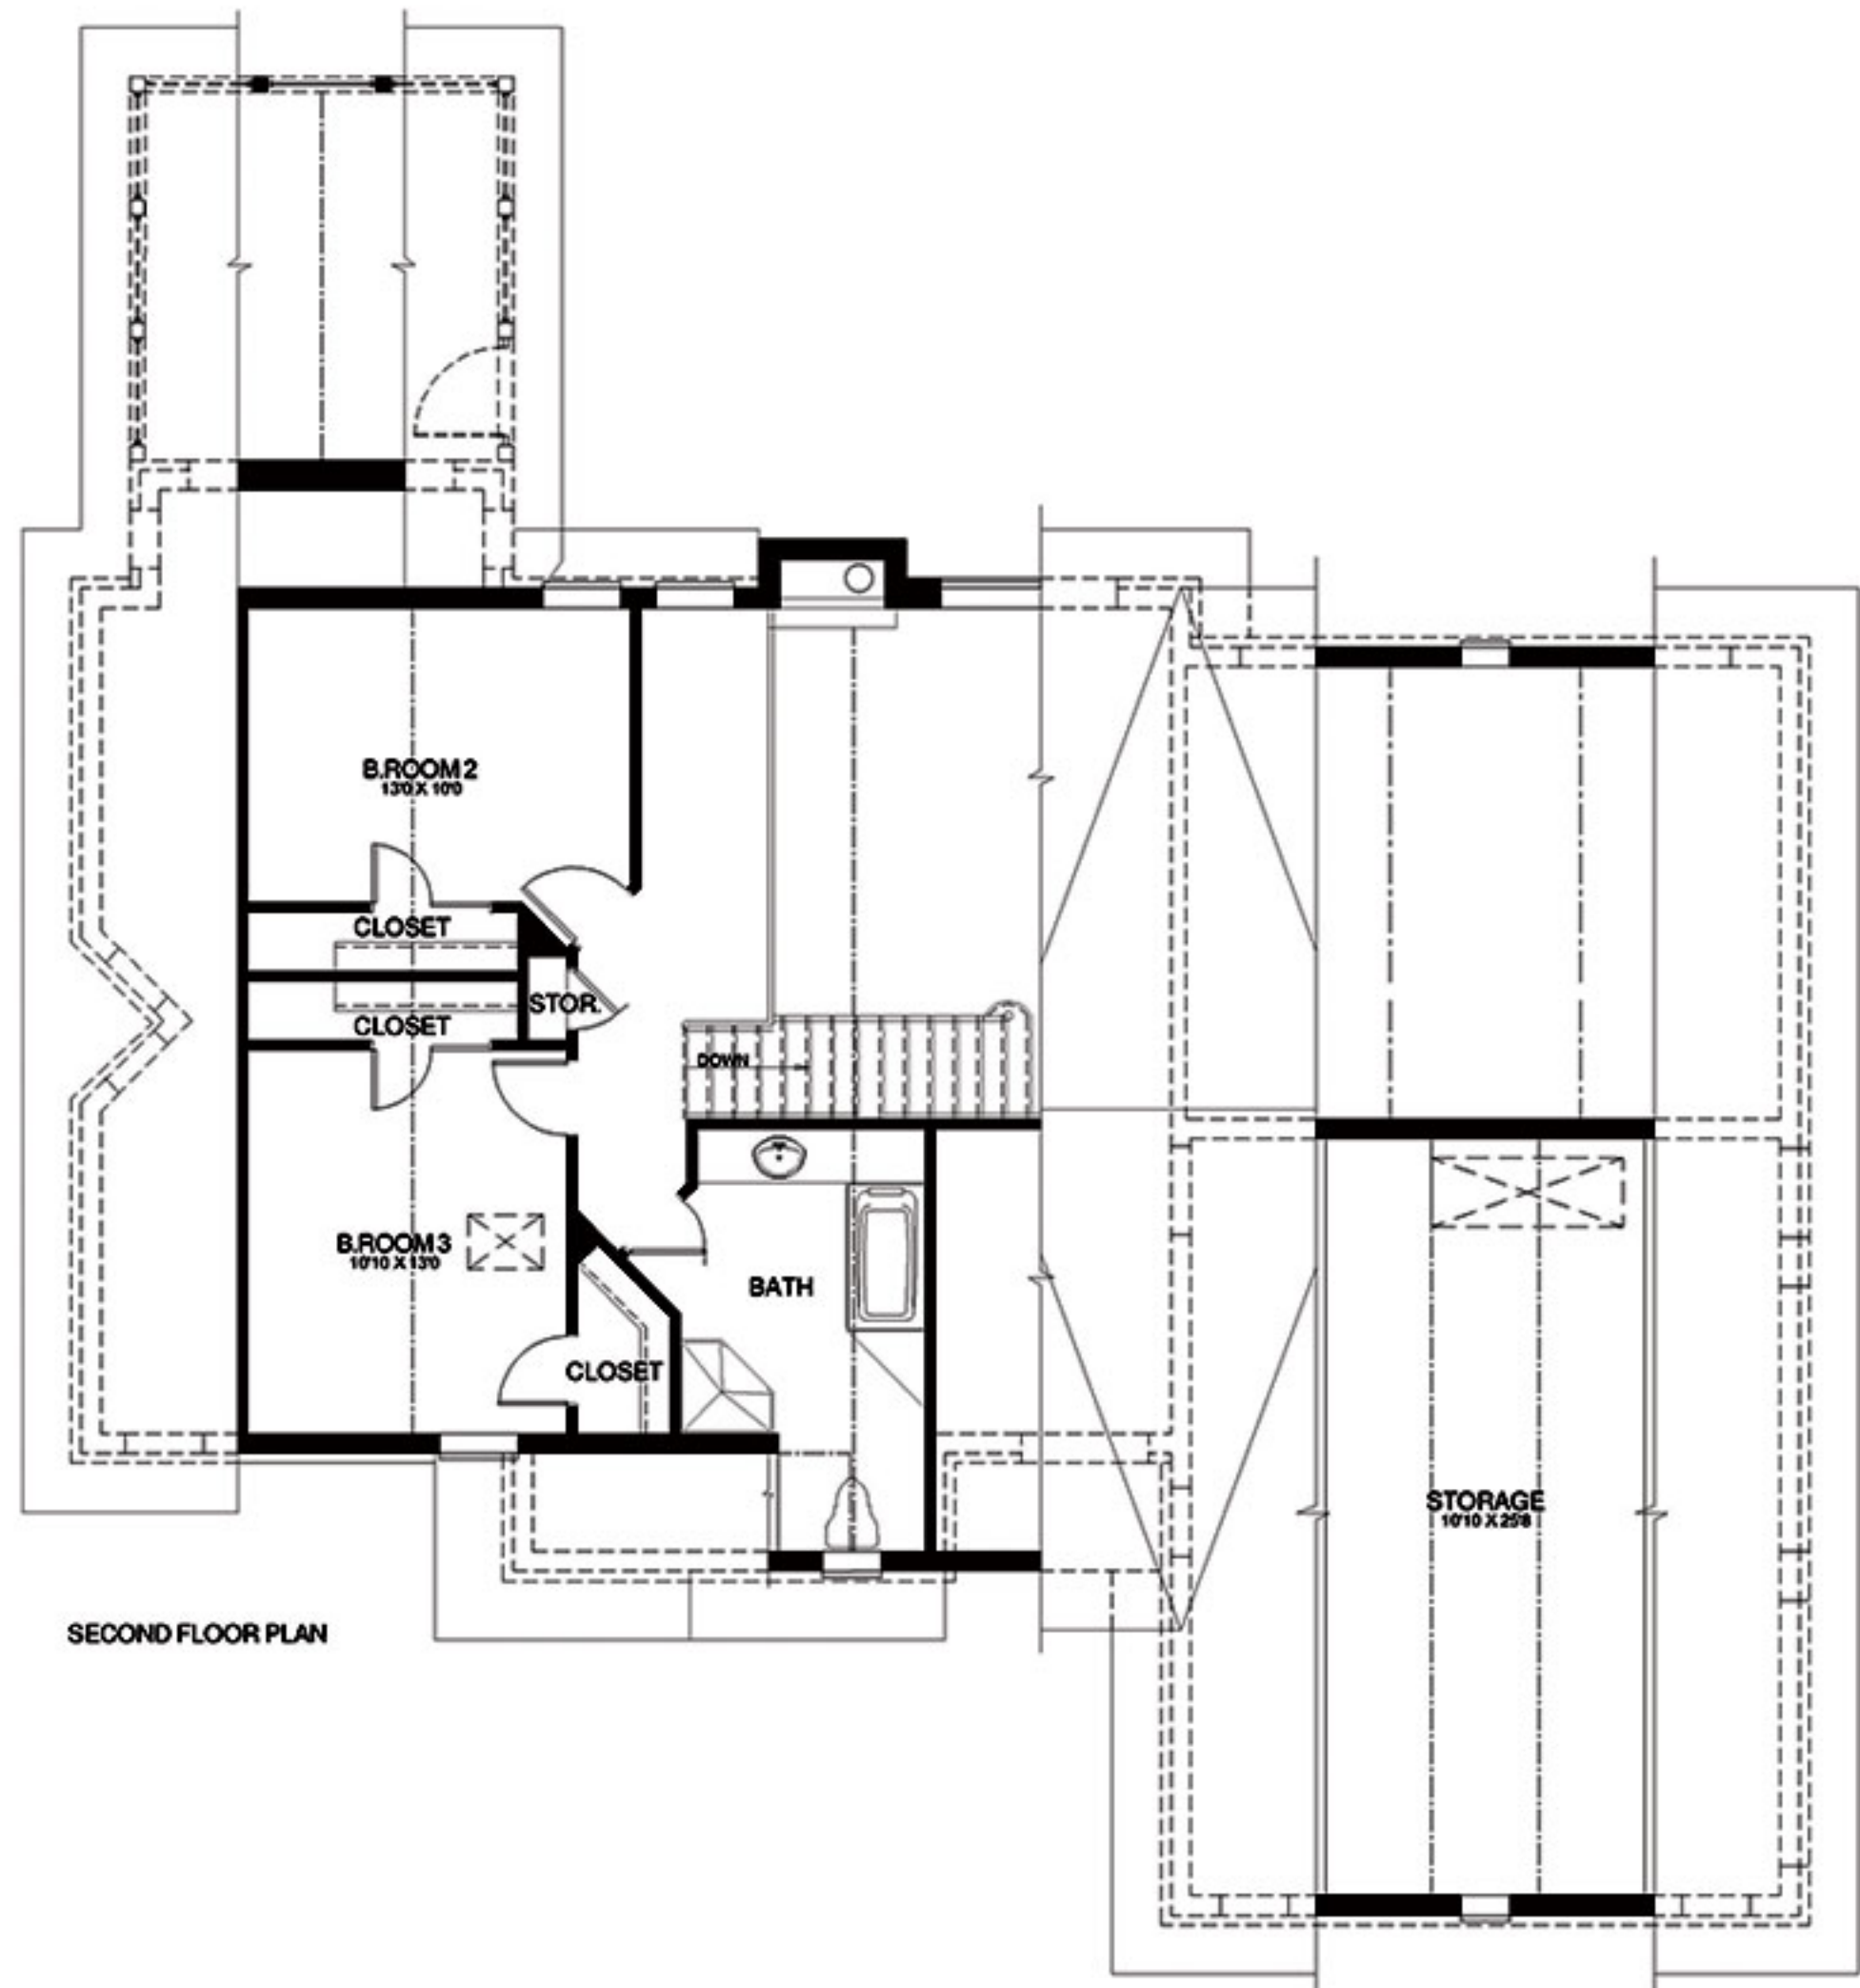 B.ROOM 2
13'0 X 10'0
CLOSET
STOR.
CLOSET
DOWN
B.ROOM 3
10'10 X 13'0
BATH
CLOSET
STORAGE
10'10 X 25'8
SECOND FLOOR PLAN